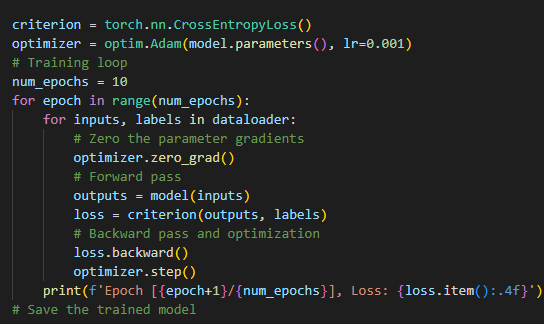 criterion = torch.nn.CrossEntropyLoss()
optimizer = optim.Adam(model.parameters(), lr=0.001)
# Training loop
num_epochs = 10
for epoch in range(num_epochs):
    for inputs, labels in dataloader:
        # Zero the parameter gradients
        optimizer.zero_grad()
        # Forward pass
        outputs = model(inputs)
        loss = criterion(outputs, labels)
        # Backward pass and optimization
        loss.backward()
        optimizer.step()
    print(f'Epoch [{epoch+1}/{num_epochs}], Loss: {loss.item():.4f}')
# Save the trained model